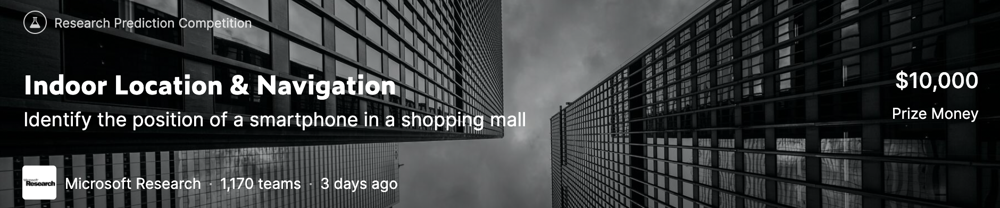 Research Prediction Competition
Indoor Location & Navigation
$10,000
Identify the position of a smartphone in a shopping mall
Prize Money
Microsoft Research
Microsoft Research · 1,170 teams · 3 days ago